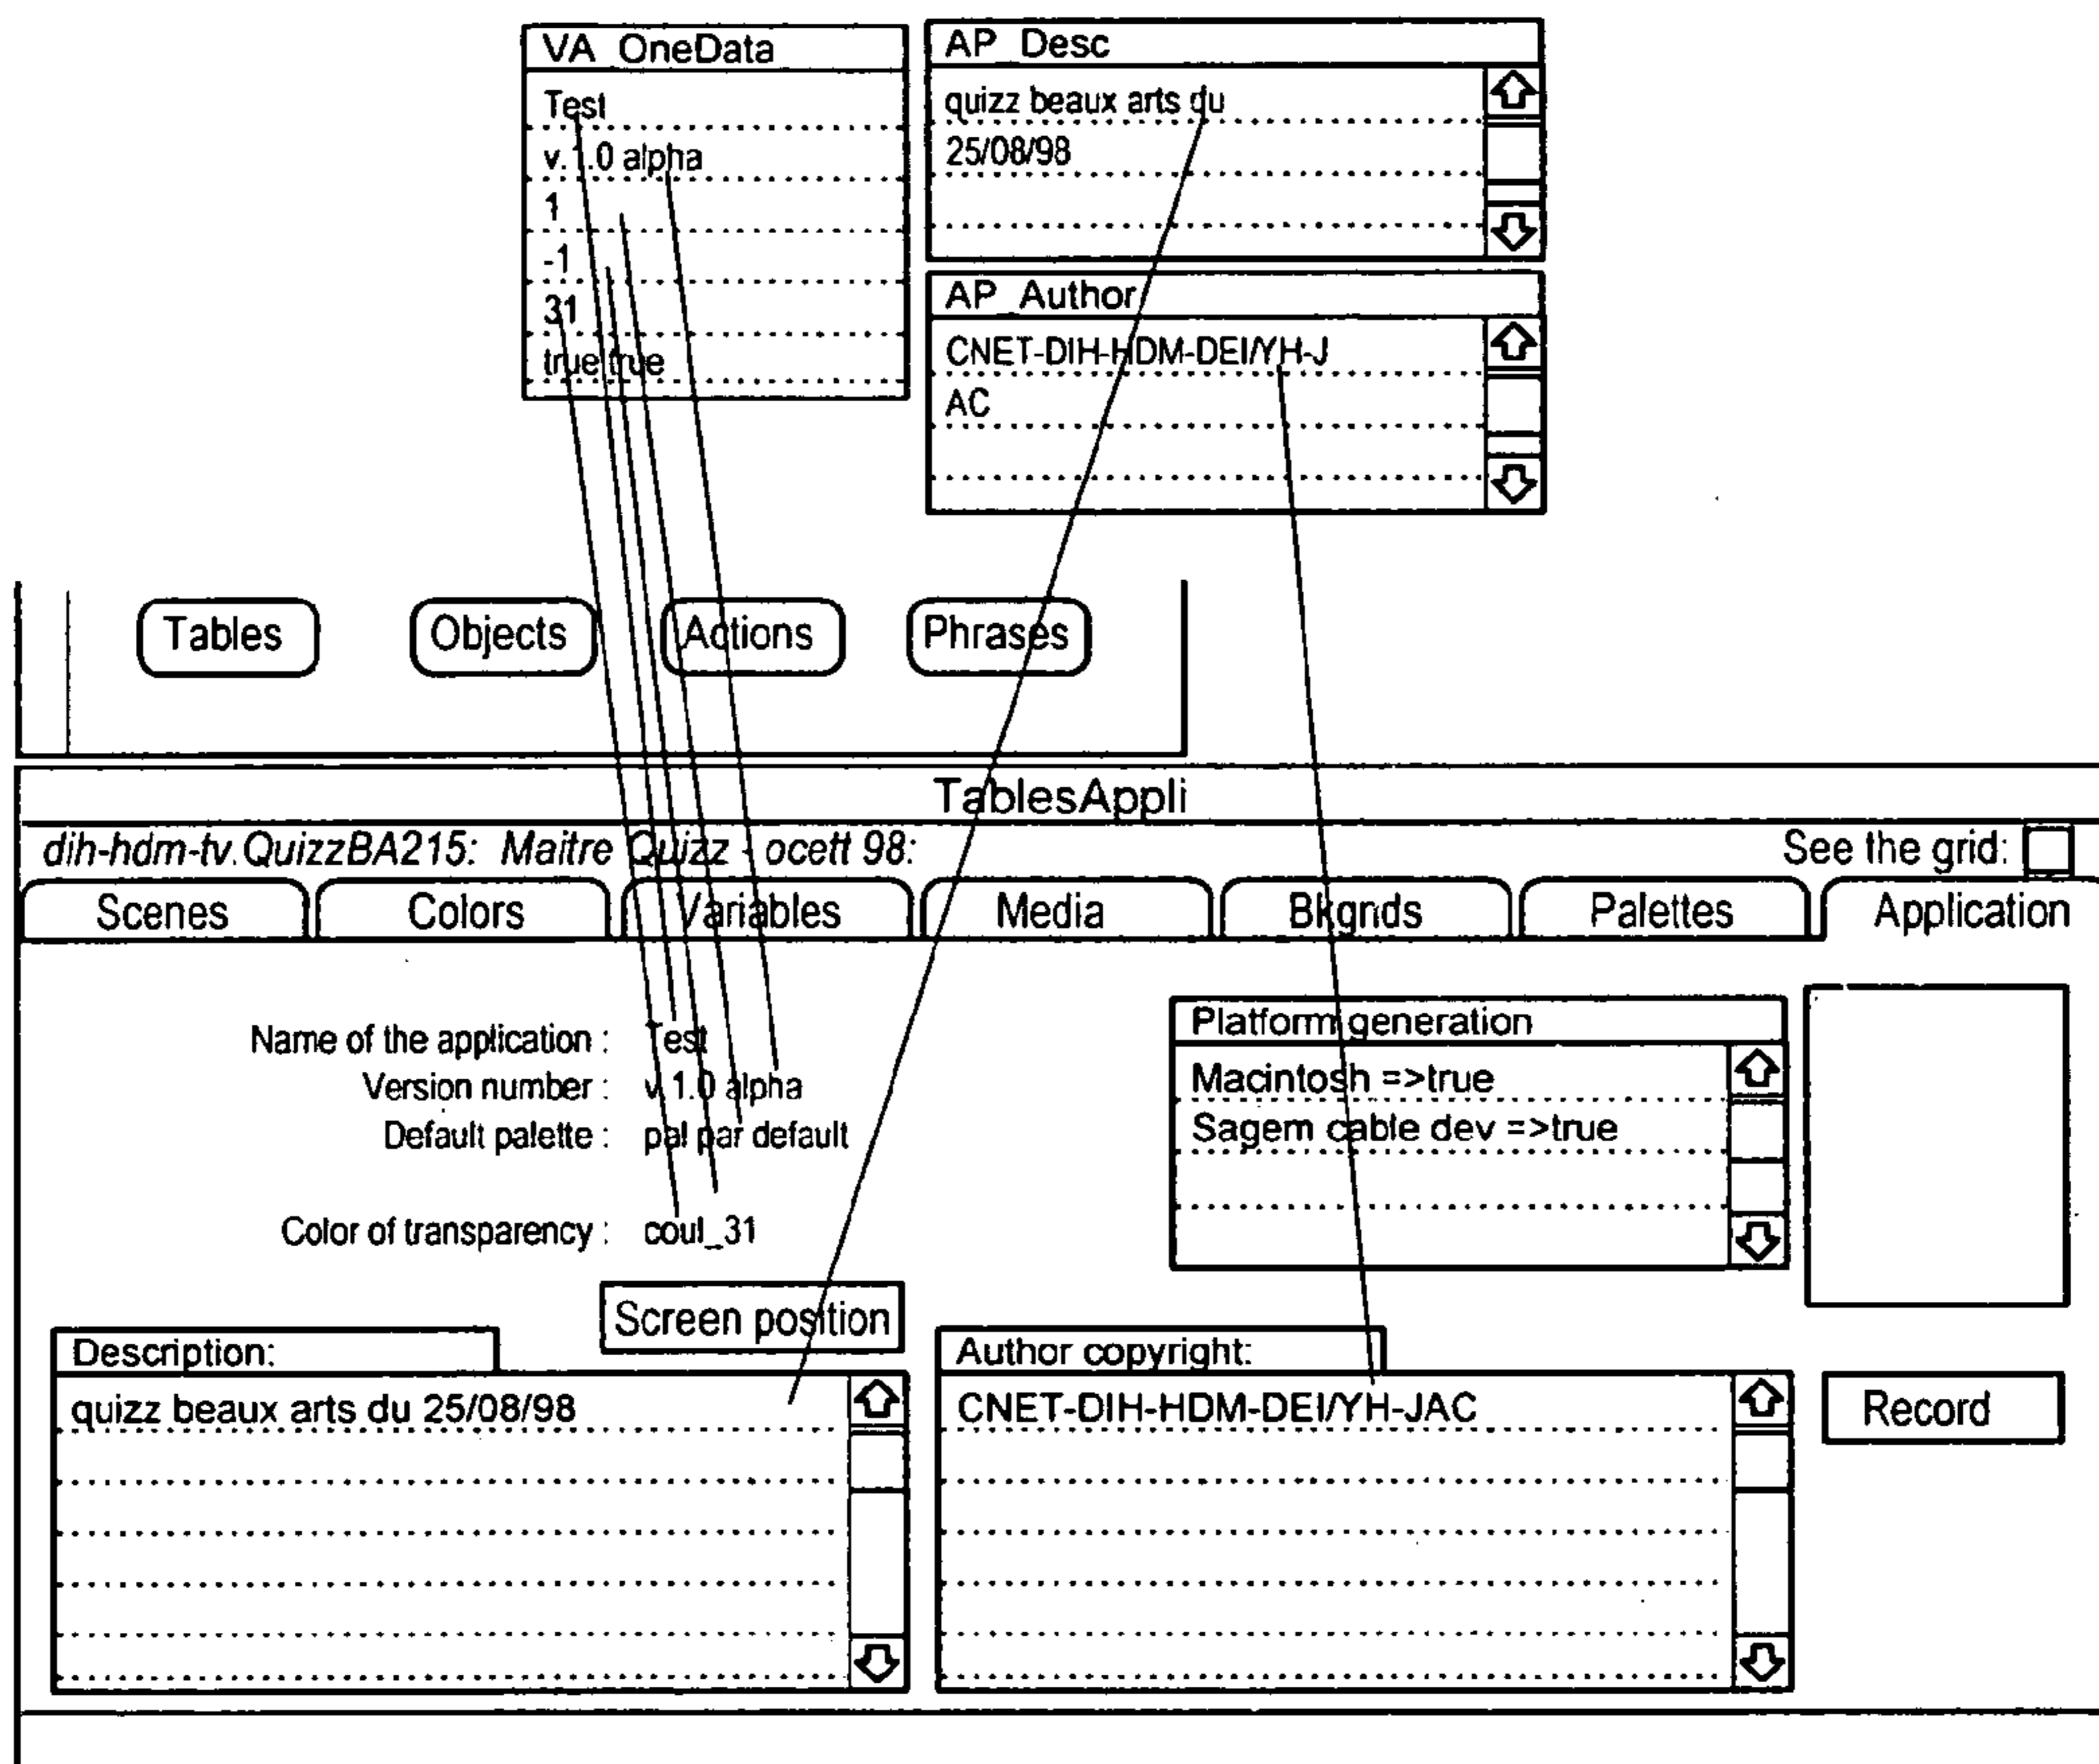 VA_OneData
Test
v.1.0 alpha
1
-1
31
true true
AP_Desc
quizz beaux arts du
25/08/98
AP_Author
CNET-DIH-HDM-DEI/YH-J
AC
Tables
Objects
Actions
Phrases
TablesAppli
dih-hdm-tv.QuizzBA215: Maitre Quizz - ocett 98:
See the grid:
Scenes
Colors
Variables
Media
Bkgnds
Palettes
Application
Name of the application : Test
Version number : v.1.0 alpha
Default palette : pal par default
Color of transparency : coul_31
Platform generation
Macintosh =>true
Sagem cable dev =>true
Screen position
Description:
quizz beaux arts du 25/08/98
Author copyright:
CNET-DIH-HDM-DEI/YH-JAC
Record